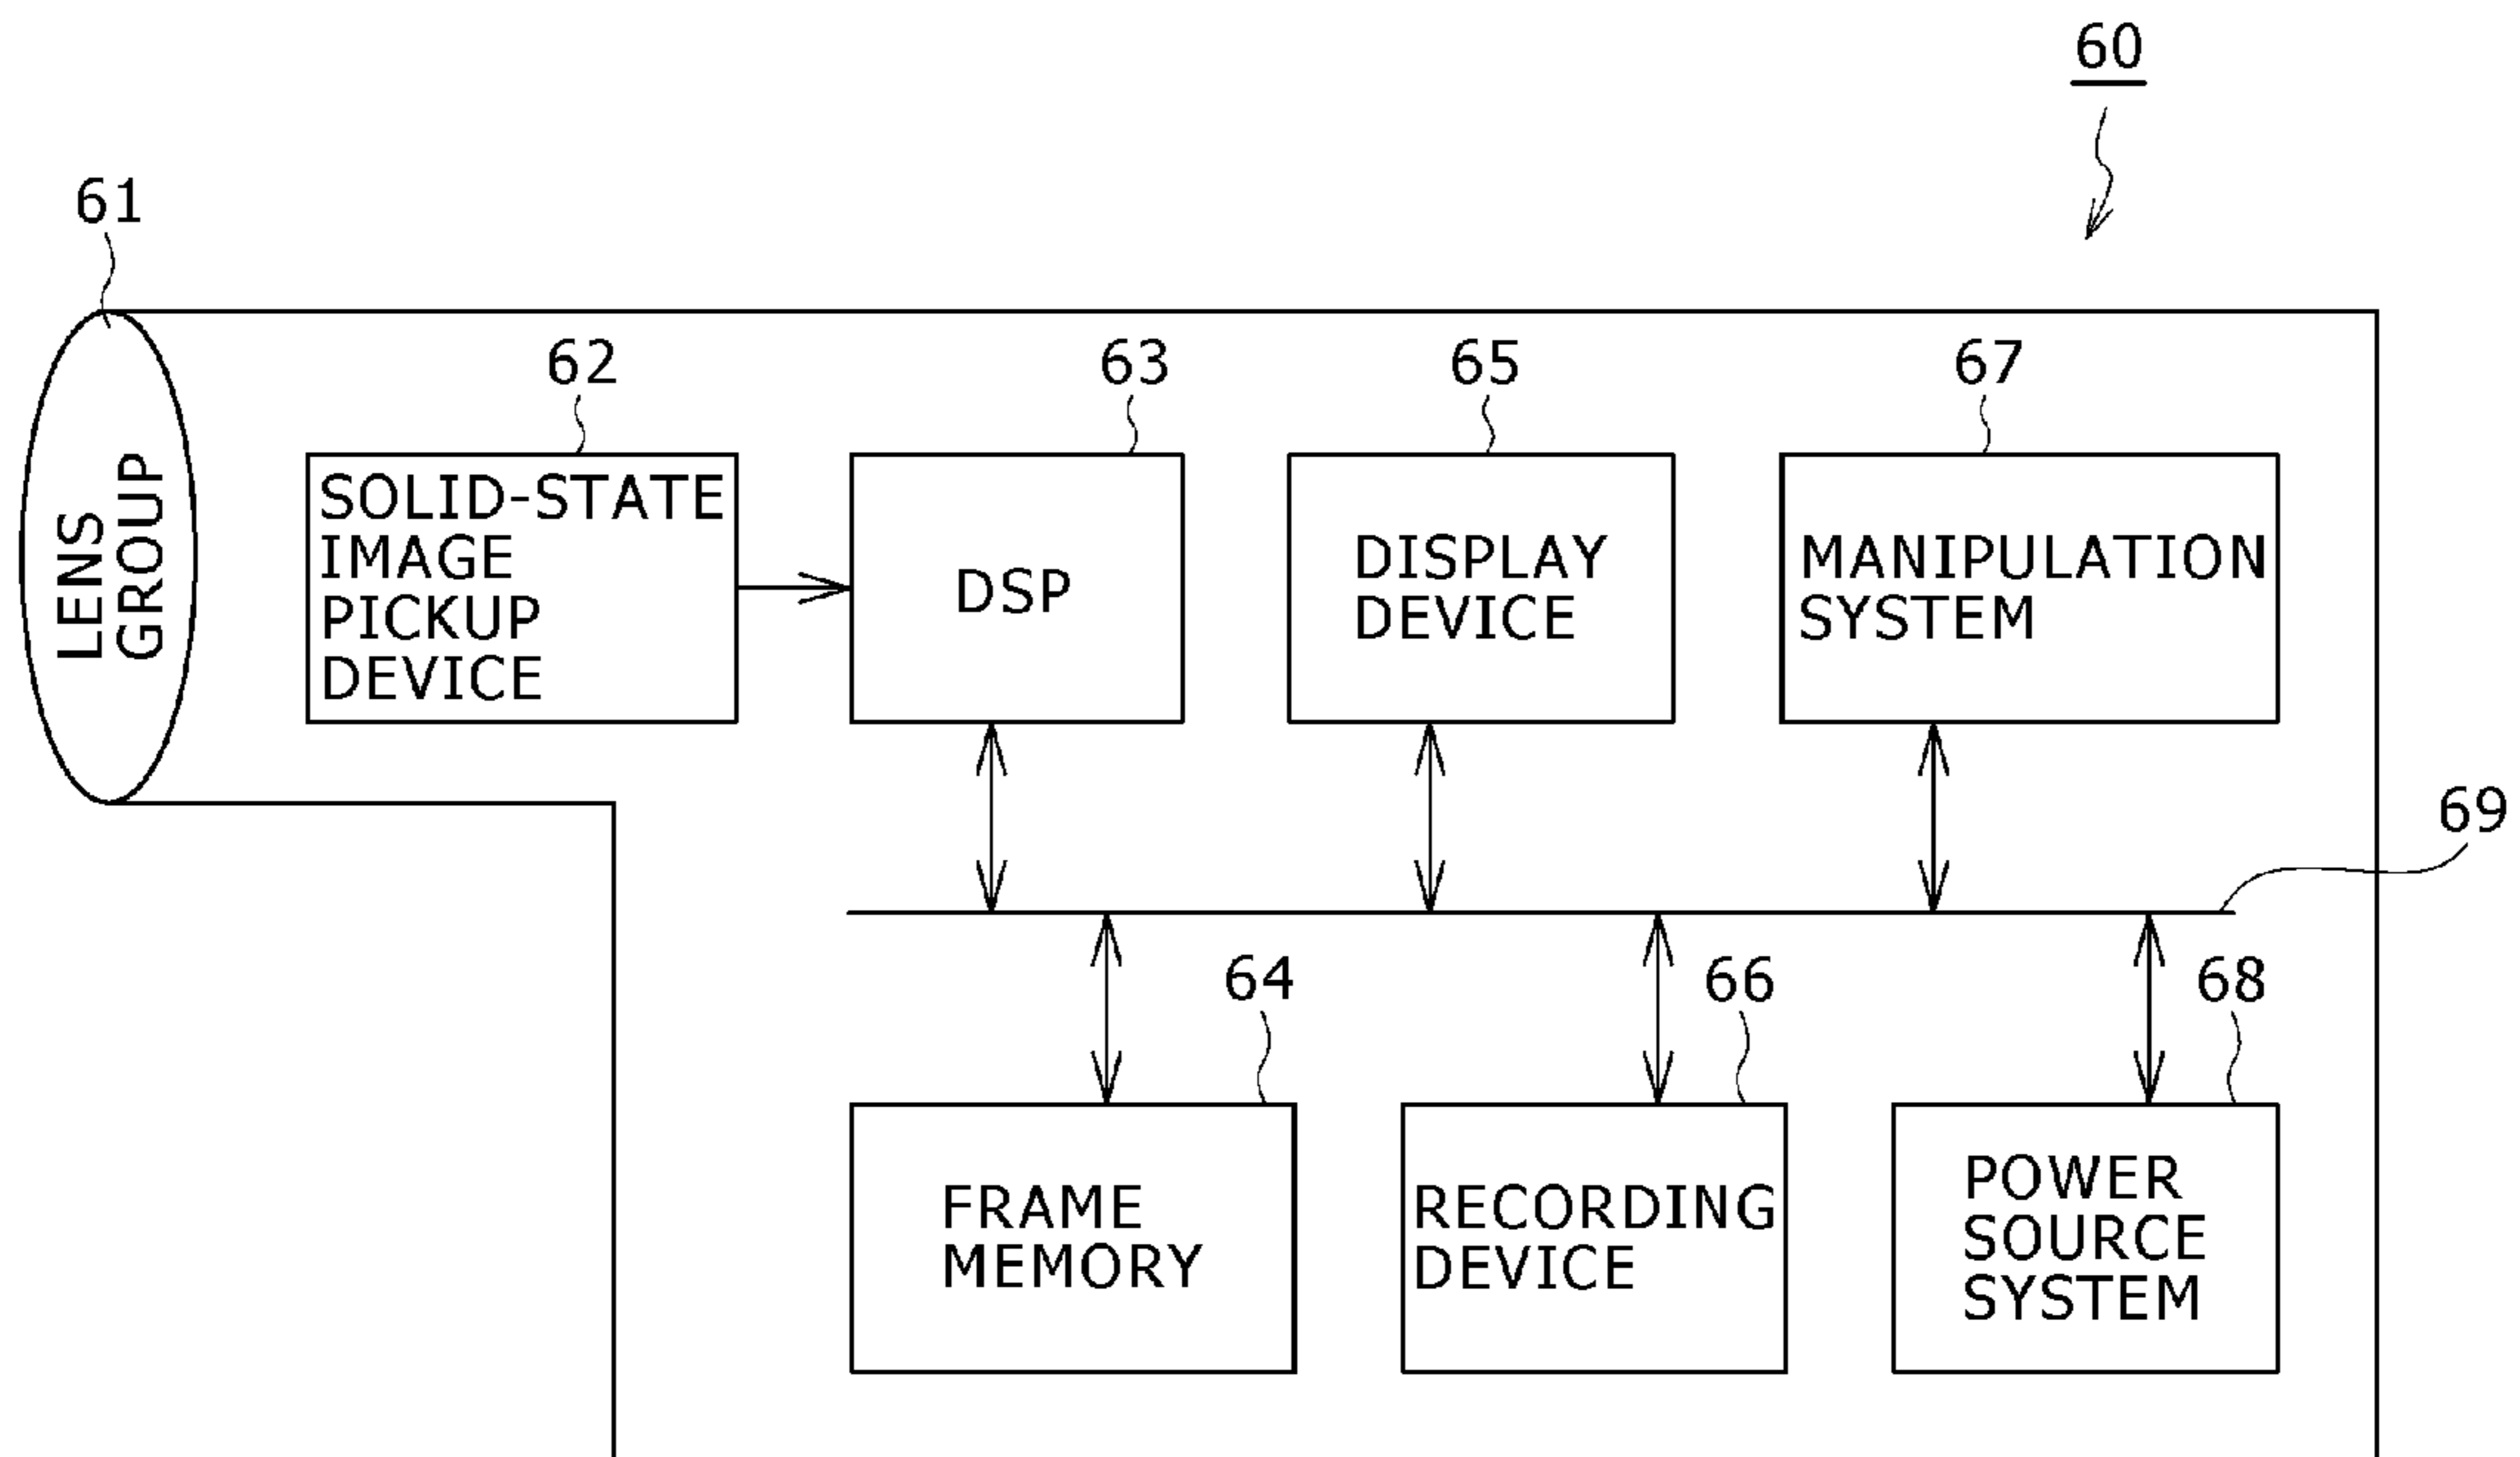 60
61
62
63
65
67
LENS
GROUP
SOLID-STATE
IMAGE
PICKUP
DEVICE
DSP
DISPLAY
DEVICE
MANIPULATION
SYSTEM
69
64
66
68
FRAME
MEMORY
RECORDING
DEVICE
POWER
SOURCE
SYSTEM